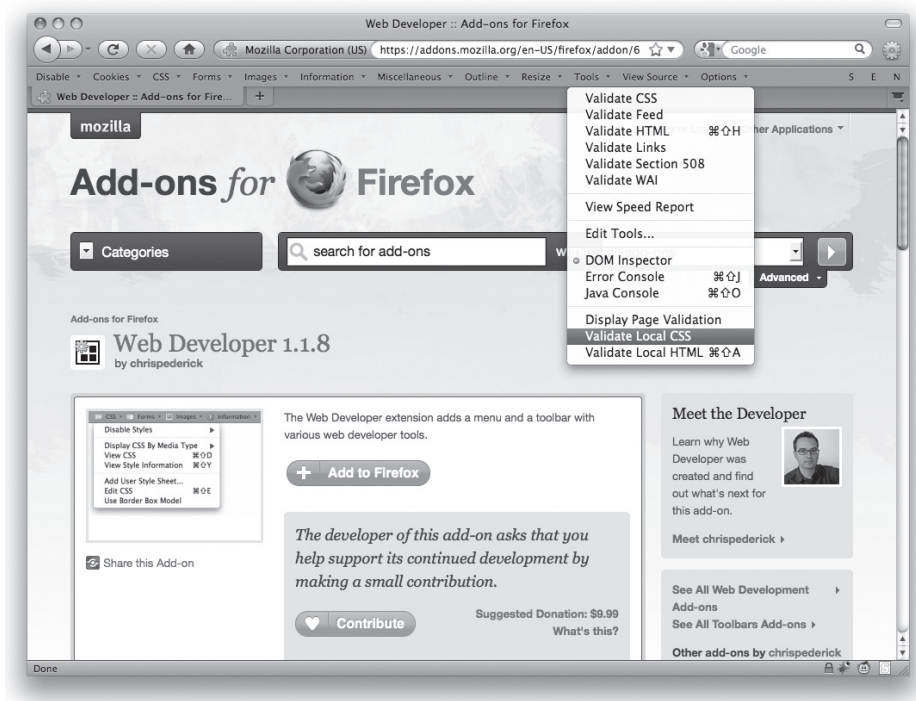 Web Developer :: Add-ons for Firefox
Mozilla Corporation (US) https://addons.mozilla.org/en-US/firefox/addon/6 Google
Disable Cookies CSS Forms Images Information Miscellaneous Outline Resize Tools View Source Options S E N
Web Developer :: Add-ons for Fire... +
Validate CSS
Validate Feed
Validate HTML ⌘⇧H
Validate Links
Validate Section 508
Validate WAI
View Speed Report
Edit Tools...
DOM Inspector
Error Console ⌘⇧J
Java Console ⌘⇧O
Display Page Validation
Validate Local CSS
Validate Local HTML ⌘⇧A
mozilla
Other Applications
Add-ons for Firefox
Categories
search for add-ons
Advanced
Add-ons for Firefox
Web Developer 1.1.8
by chrispederick
CSS Forms Images Information
Disable Styles
Display CSS By Media Type
View CSS ⌘⇧D
View Style Information ⌘⇧Y
Add User Style Sheet...
Edit CSS ⌘⇧E
Use Border Box Model
Share this Add-on
The Web Developer extension adds a menu and a toolbar with
various web developer tools.
Add to Firefox
The developer of this add-on asks that you
help support its continued development by
making a small contribution.
Contribute
Suggested Donation: $9.99
What's this?
Meet the Developer
Learn why Web
Developer was
created and find
out what's next for
this add-on.
Meet chrispederick
See All Web Development
Add-ons
See All Toolbars Add-ons
Other add-ons by chrispederick
Done